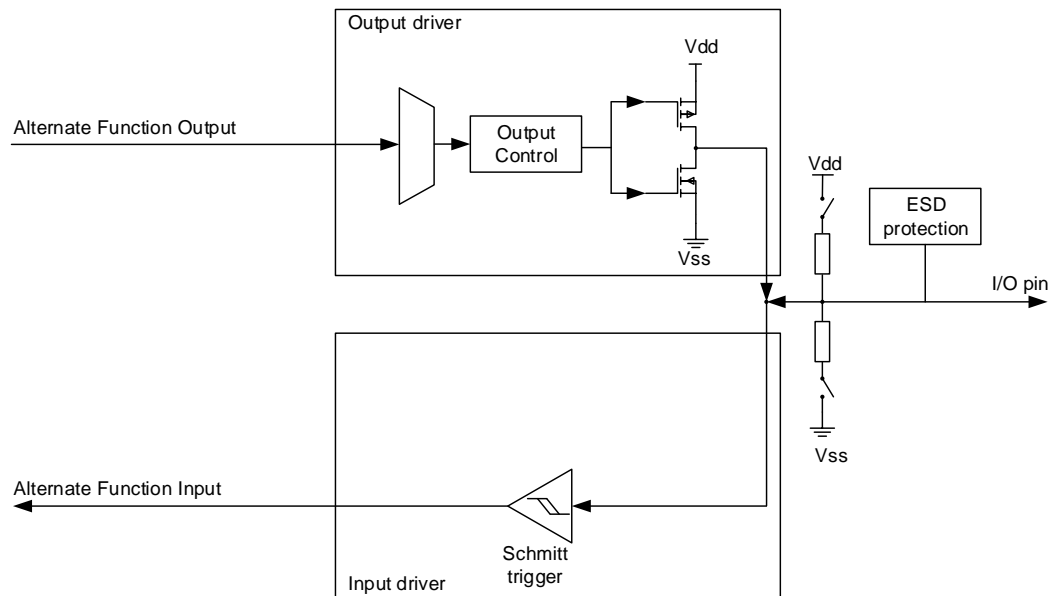 Output driver
Vdd
Alternate Function Output
Output
Control
Vdd
ESD
protection
Vss
I/O pin
Vss
Alternate Function Input
Schmitt
trigger
Input driver